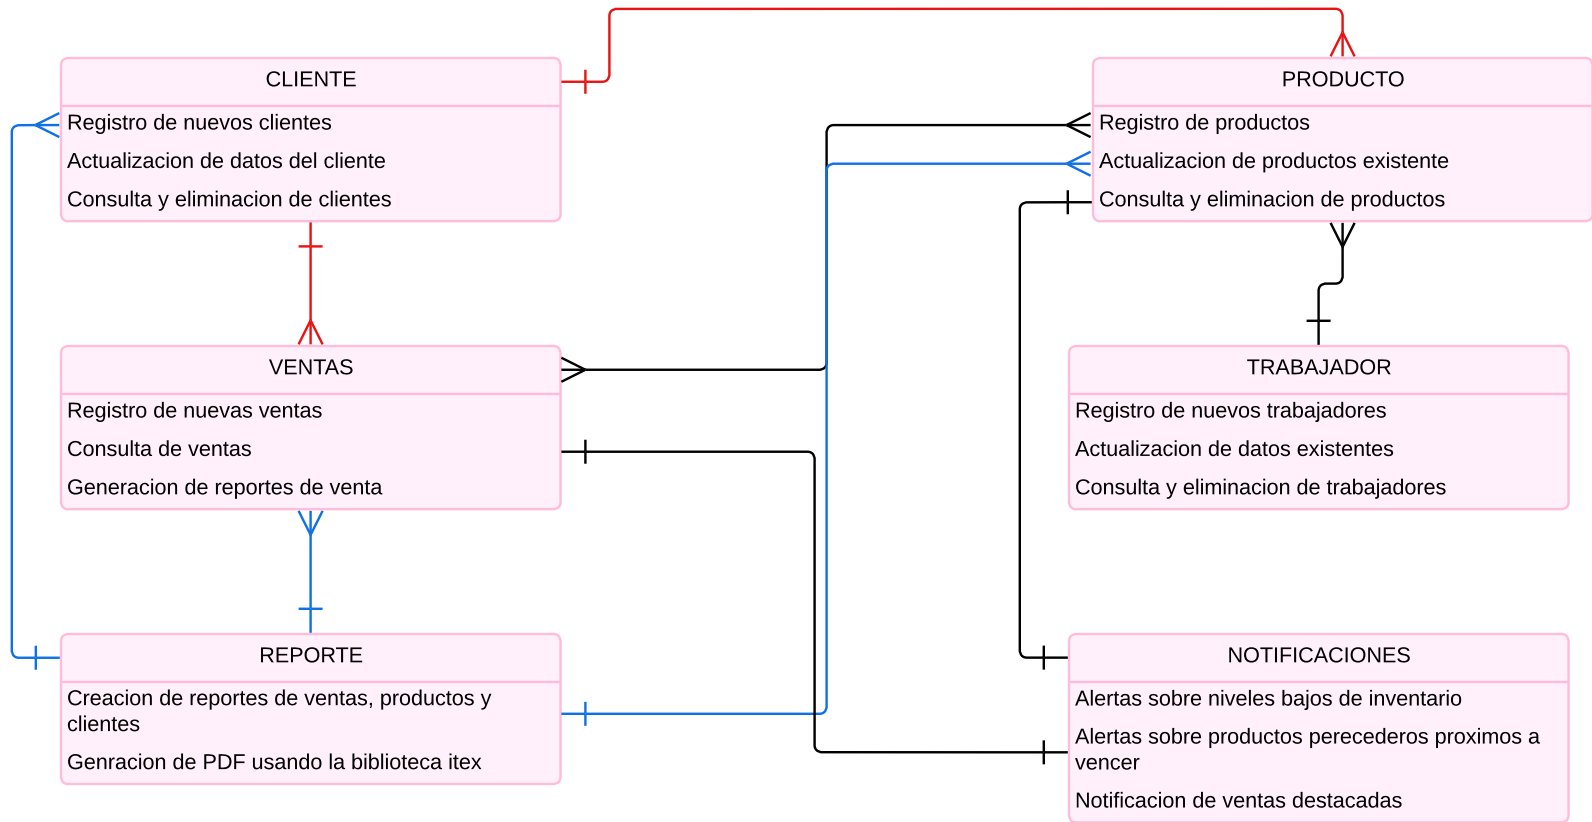 CLIENTE
Registro de nuevos clientes
Actualizacion de datos del cliente
Consulta y eliminacion de clientes
PRODUCTO
Registro de productos
Actualizacion de productos existente
Consulta y eliminacion de productos
VENTAS
Registro de nuevas ventas
Consulta de ventas
Generacion de reportes de venta
TRABAJADOR
Registro de nuevos trabajadores
Actualizacion de datos existentes
Consulta y eliminacion de trabajadores
REPORTE
Creacion de reportes de ventas, productos y
clientes
Genracion de PDF usando la biblioteca itex
NOTIFICACIONES
Alertas sobre niveles bajos de inventario
Alertas sobre productos perecederos proximos a
vencer
Notificacion de ventas destacadas